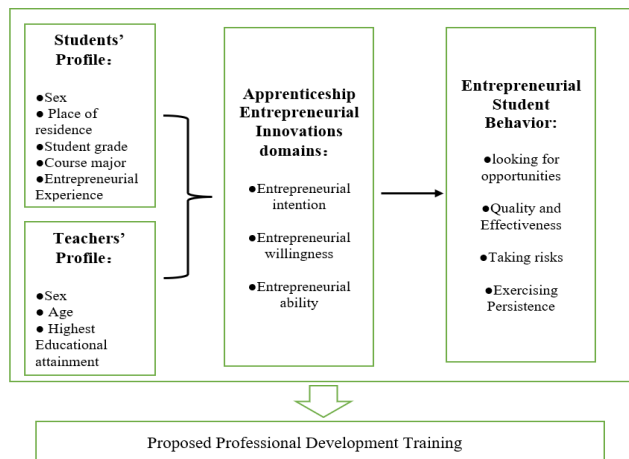 Students’
Profile：
●Sex
● Place of
residence
●Student grade
●Course major
●Entrepreneurial
Experience
Teachers’
Profile：
●Sex
● Age
● Highest
Educational
attainment
Apprenticeship
Entrepreneurial
Innovations
domains：
●Entrepreneurial
intention
●Entrepreneurial
willingness
●Entrepreneurial
ability
Entrepreneurial
Student
Behavior:
●looking for
opportunities
●Quality and
Effectiveness
●Taking risks
●Exercising
Persistence
Proposed Professional Development Training